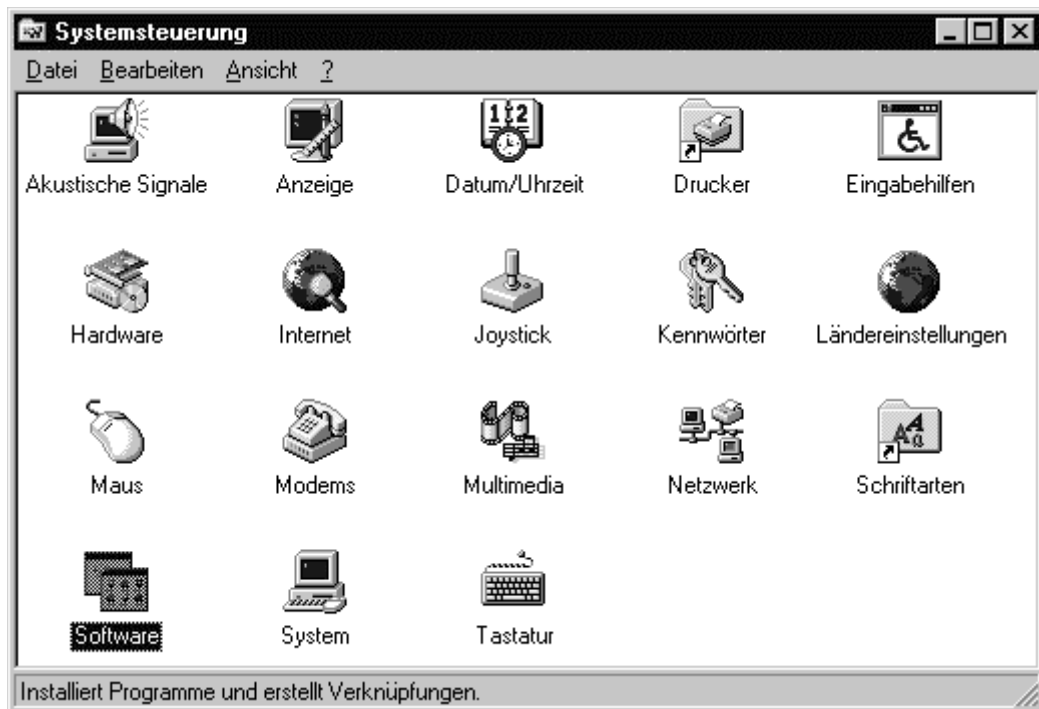 Systemsteuerung
Datei Bearbeiten Ansicht ?
Akustische Signale Anzeige Datum/Uhrzeit Drucker Eingabehilfen
Hardware Internet Joystick Kennwörter Ländereinstellungen
Maus Modems Multimedia Netzwerk Schriftarten
Software System Tastatur
Installiert Programme und erstellt Verknüpfungen.